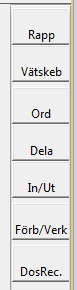 Rapp
Vätskeb
Ord
Dela
In/Ut
Förb/Verk
DosRec.